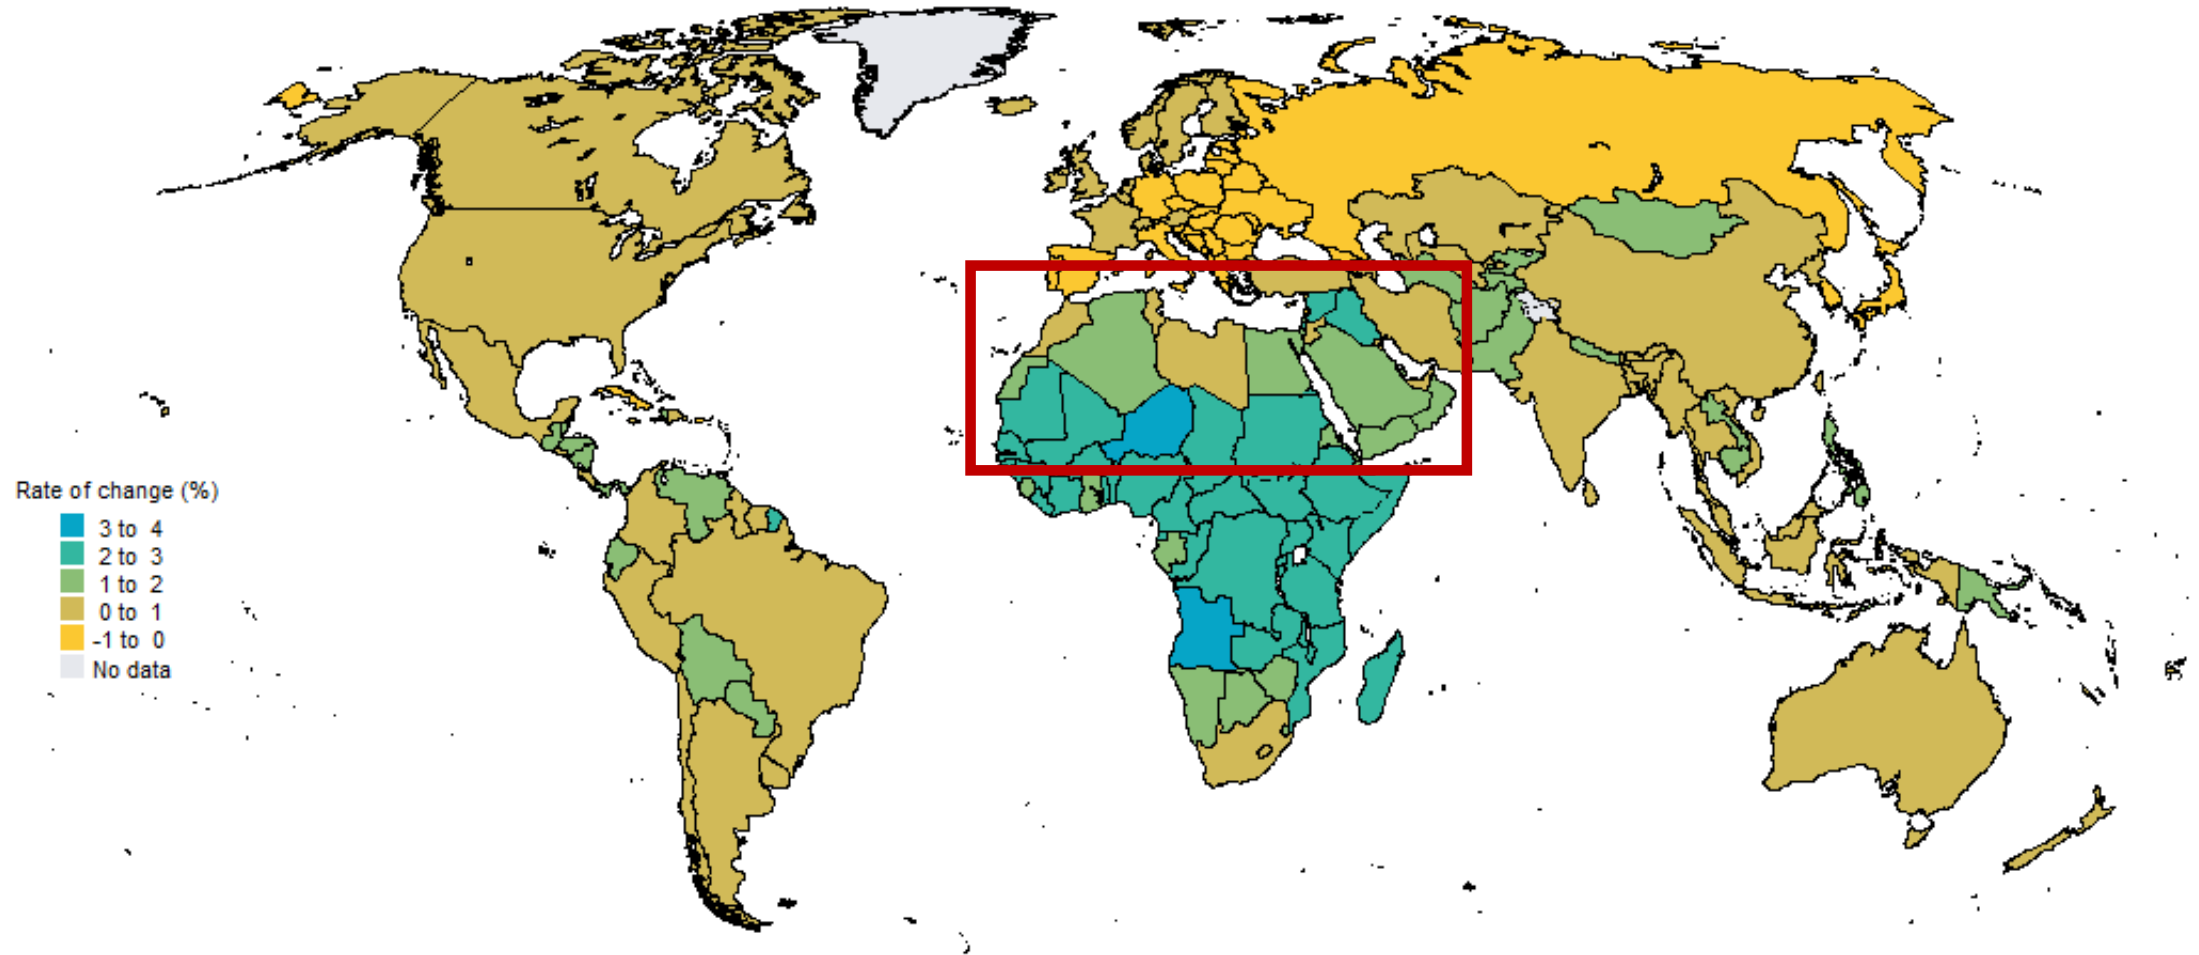 Rate of change (%)
3 to 4
2 to 3
1 to 2
0 to 1
-1 to 0
No data